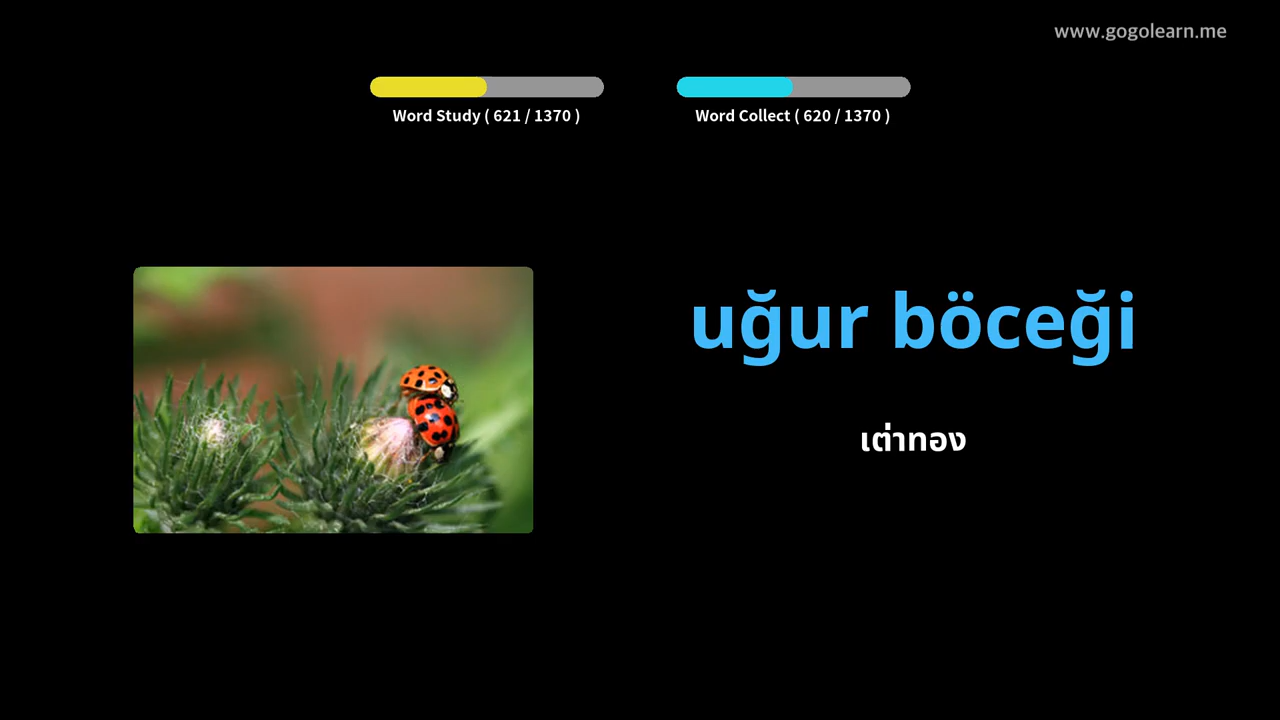 www.gogolearn.me
Word Study ( 621 / 1370 )
Word Collect ( 620 / 1370 )
uğur böceği
เต่าทอง